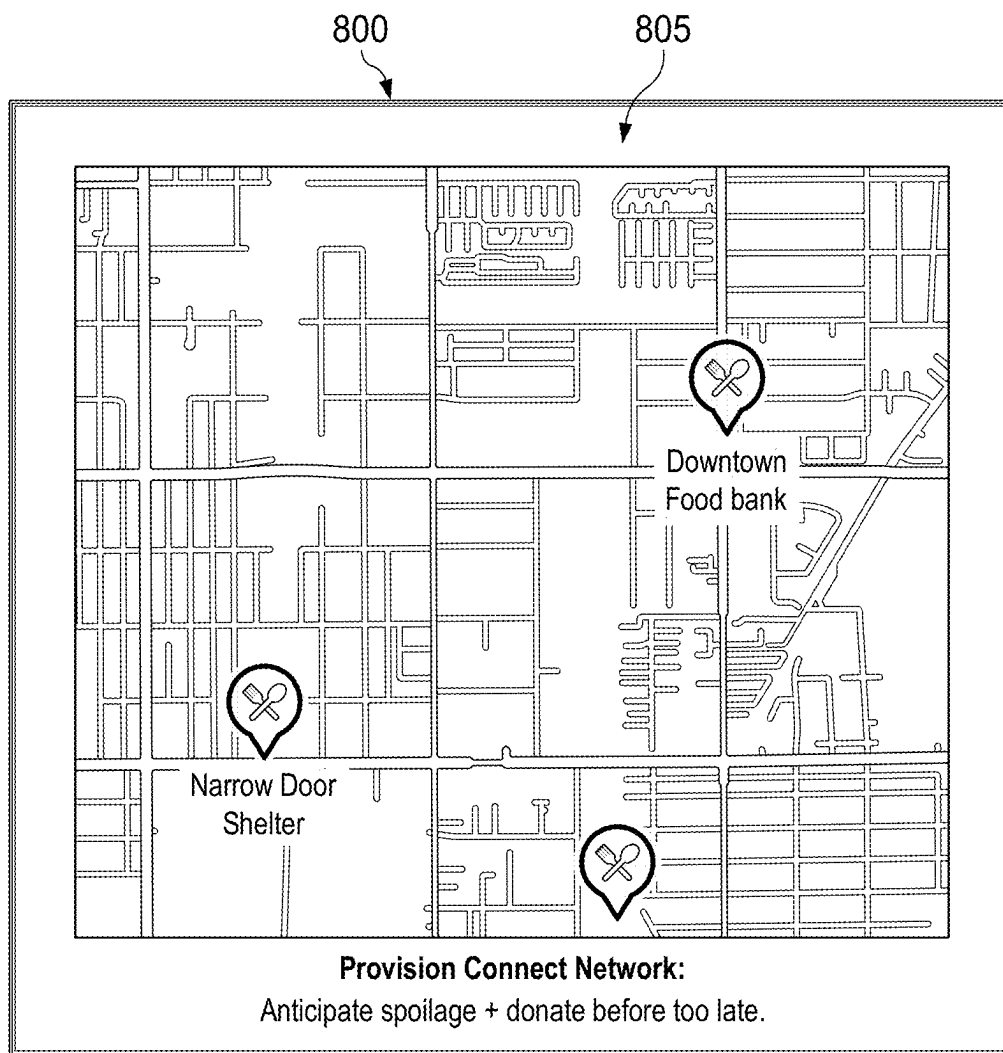 800
805
Downtown
Food bank
Narrow Door
Shelter
Provision Connect Network:
Anticipate spoilage + donate before too late.